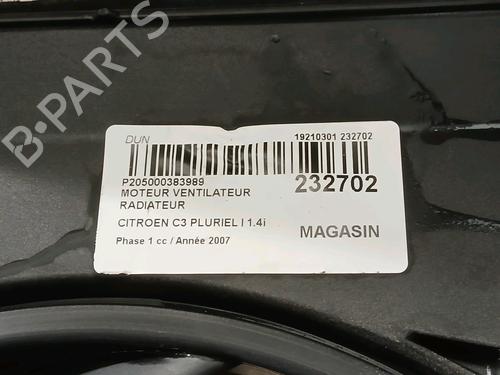 DUN
19210301 232702
P205000383989
232702
MOTEUR VENTILATEUR
RADIATEUR
CITROEN C3 PLURIEL I 1.4i
MAGASIN
Phase 1 cc / Année 2007
B-PARTS